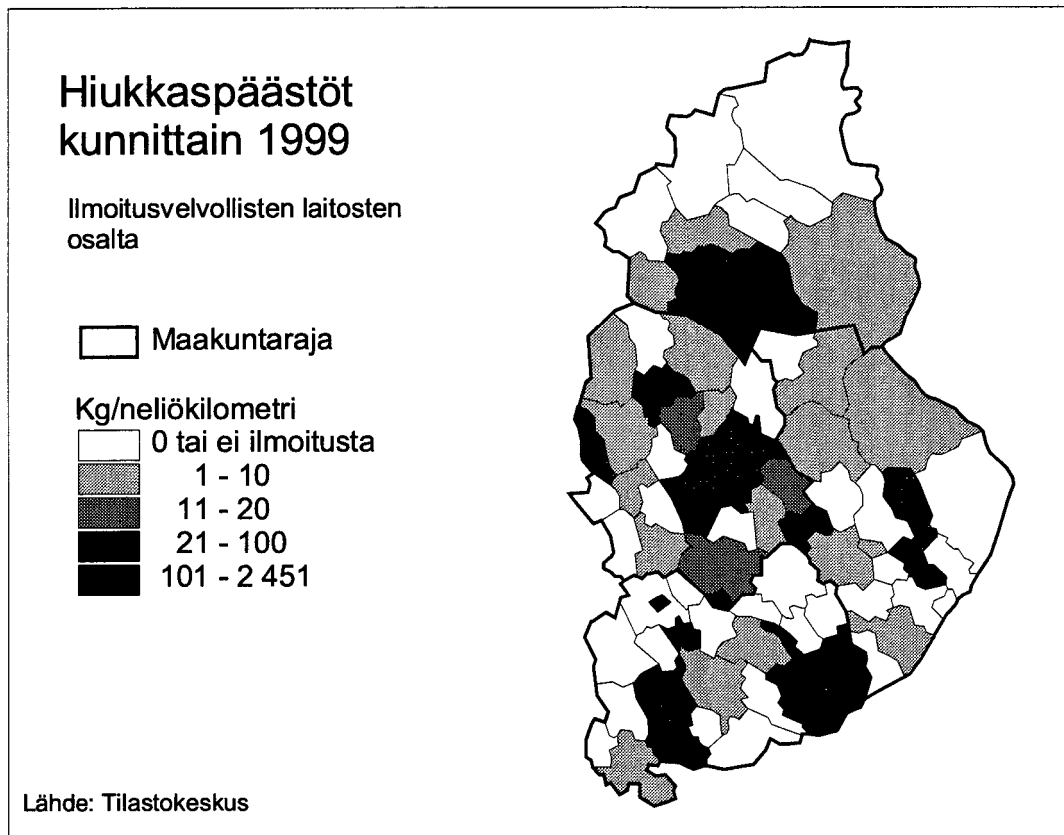 Hiukkaspäästöt
kunnittain 1999
Ilmoitusvelvollisten laitosten
osalta
Maakuntaraja
Kg/neliökilometri
0 tai ei ilmoitusta
1 - 10
11 - 20
21 - 100
101 - 2 451
Lähde: Tilastokeskus